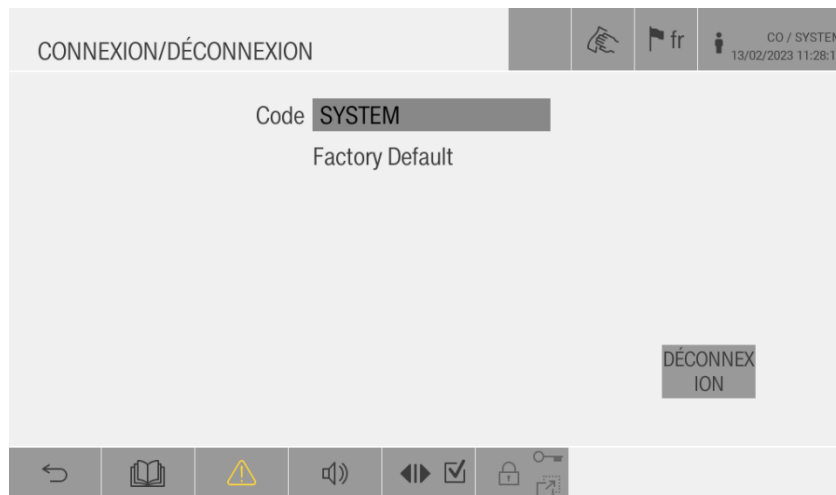 CONNEXION/DÉCONNEXION
fr
CO / SYSTEM
13/02/2023 11:28:1
Code SYSTEM
Factory Default
DÉCONNEX
ION